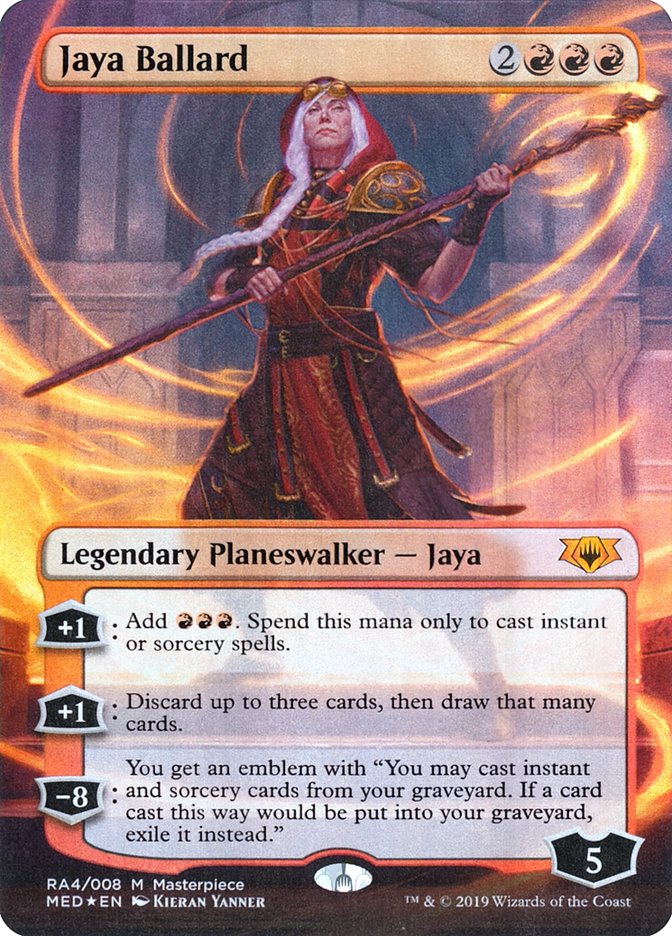 Jaya Ballard 2
Legendary Planeswalker — Jaya
+1: Add . Spend this mana only to cast instant
or sorcery spells.
+1: Discard up to three cards, then draw that many
cards.
-8: You get an emblem with “You may cast instant
and sorcery cards from your graveyard. If a card
cast this way would be put into your graveyard,
exile it instead.”
5
RA4/008 M Masterpiece
MED★EN Kieran Yanner ™ & © 2019 Wizards of the Coast